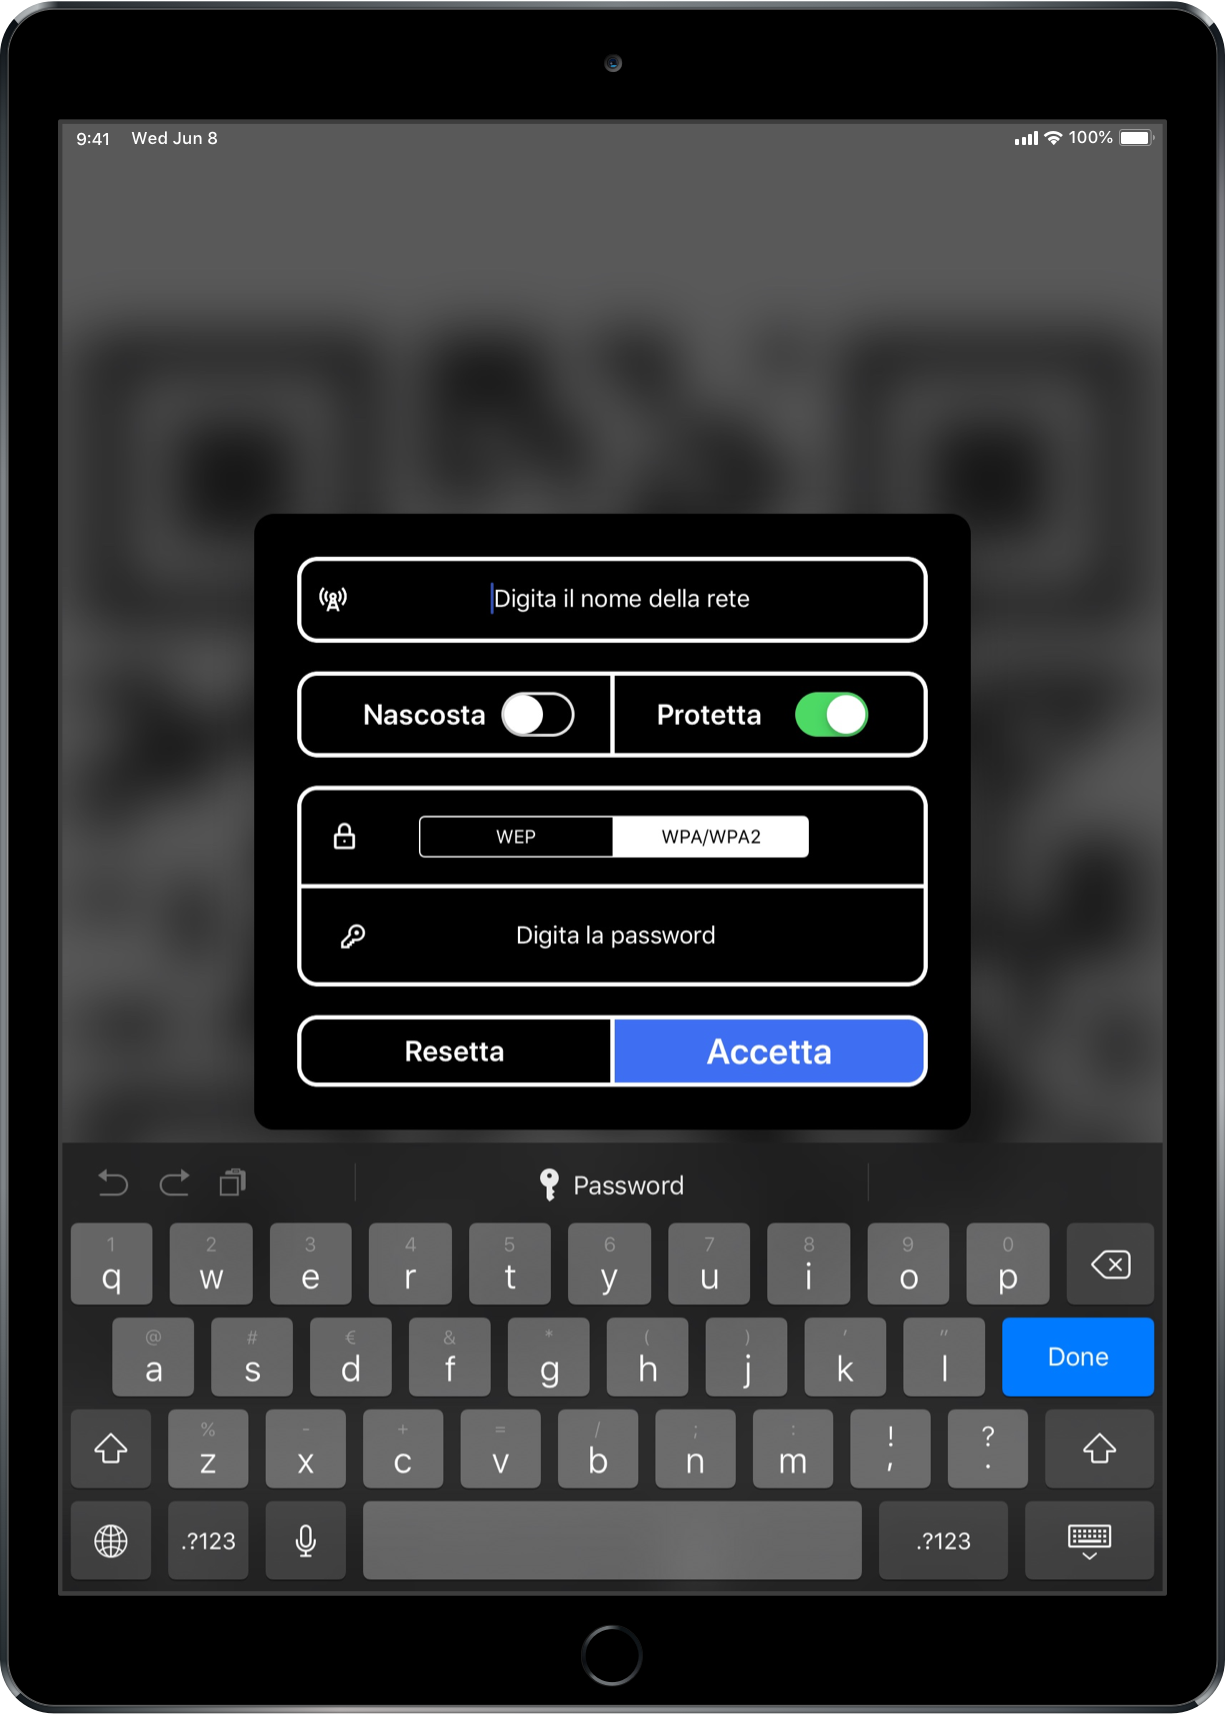 9:41 Wed Jun 8 100%
Digita il nome della rete
Nascosta Protetta
WEP WPA/WPA2
Digita la password
Resetta Accetta
Password
1 2 3 4 5 6 7 8 9 0
q w e r t y u i o p
@ # € & * ( ) ' "
a s d f g h j k l Done
% - + = / ; : ! ?
z x c v b n m , .
.?123 .?123